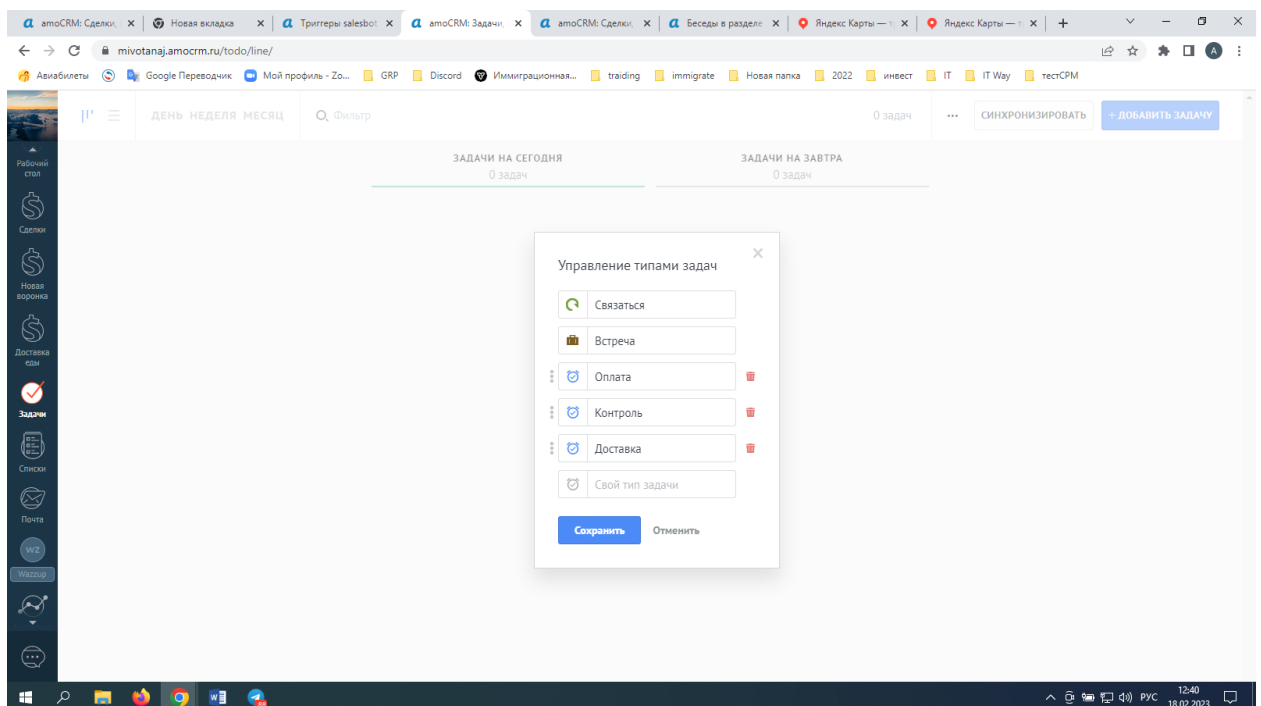 amoCRM: Сделки,
Новая вкладка
Триггеры salesbot
amoCRM: Задачи,
amoCRM: Сделки,
Беседы в разделе
Яндекс Карты — т
Яндекс Карты — т
mivotanaj.amocrm.ru/todo/line/
A
Авиабилеты
Google Переводчик
Мой профиль - Zo...
GRP
Discord
Иммиграционная...
traiding
immigrate
Новая папка
2022
инвест
IT
IT Way
тестСРМ
ДЕНЬ НЕДЕЛЯ МЕСЯЦ
Фильтр
0 задач
СИНХРОНИЗИРОВАТЬ
+ ДОБАВИТЬ ЗАДАЧУ
Рабочий
стол
Сделки
Новая
воронка
Доставка
еды
Задачи
Списки
Почта
WZ
Wazzup
ЗАДАЧИ НА СЕГОДНЯ
0 задач
ЗАДАЧИ НА ЗАВТРА
0 задач
Управление типами задач
Связаться
Встреча
Оплата
Контроль
Доставка
Свой тип задачи
Сохранить
Отменить
РУС
12:40
18.02.2023